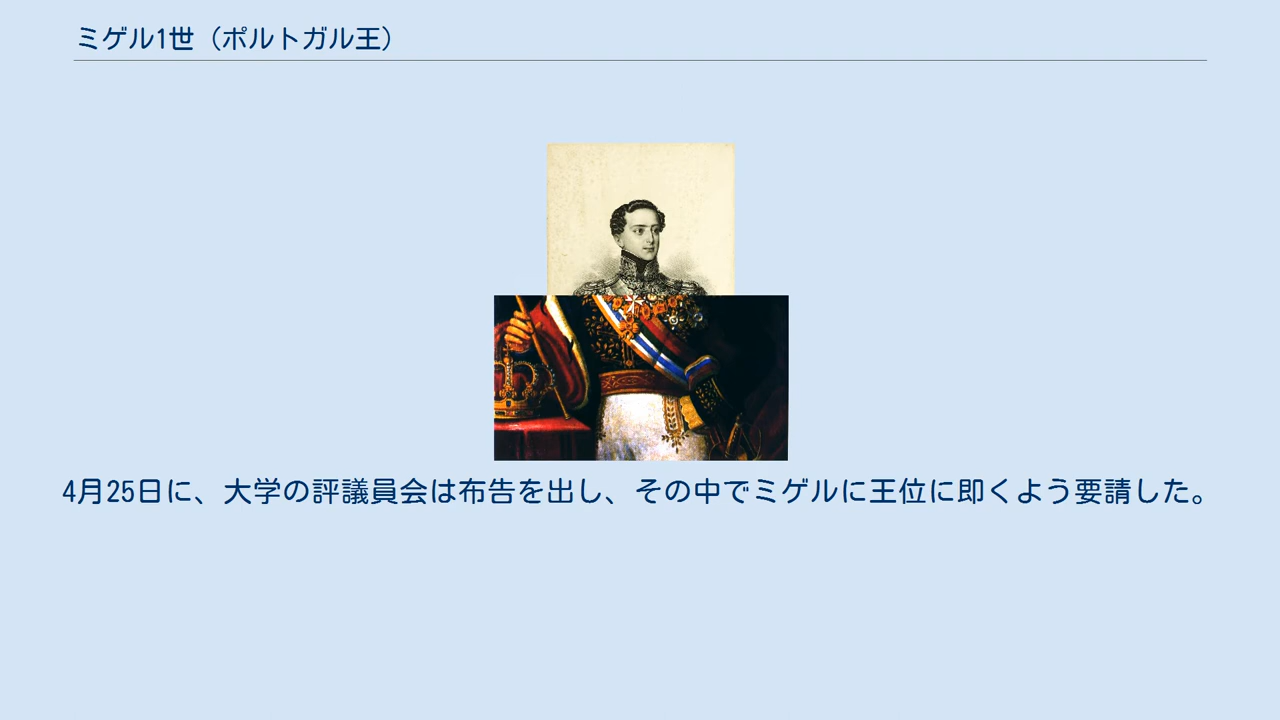 ミゲル1世（ポルトガル王）
4月25日に、大学の評議員会は布告を出し、その中でミゲルに王位に即くよう要請した。